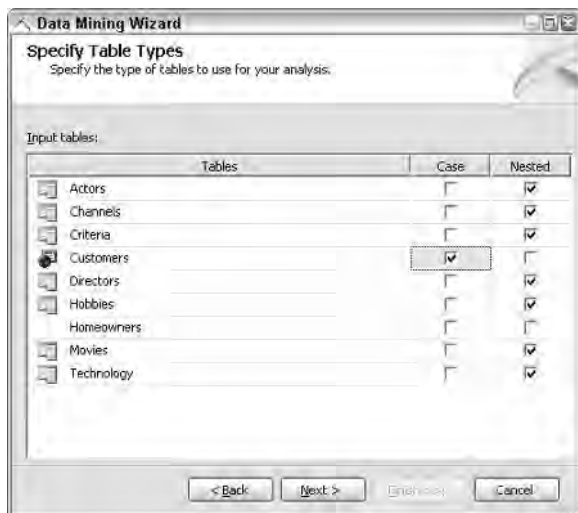 Data Mining Wizard
Specify Table Types
Specify the type of tables to use for your analysis.
Input tables:
Tables Case Nested
Actors
Channels
Criteria
Customers
Directors
Hobbies
Homeowners
Movies
Technology
< Back Next > Cancel